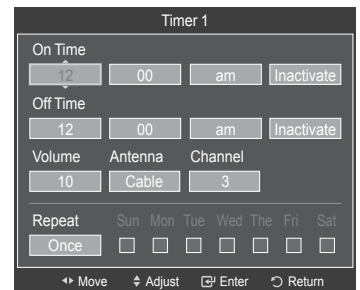 Timer 1
On Time
12 00 am Inactivate
Off Time
12 00 am Inactivate
Volume Antenna Channel
10 Cable 3
Repeat Sun Mon Tue Wed The Fri Sat
Once
Move Adjust Enter Return